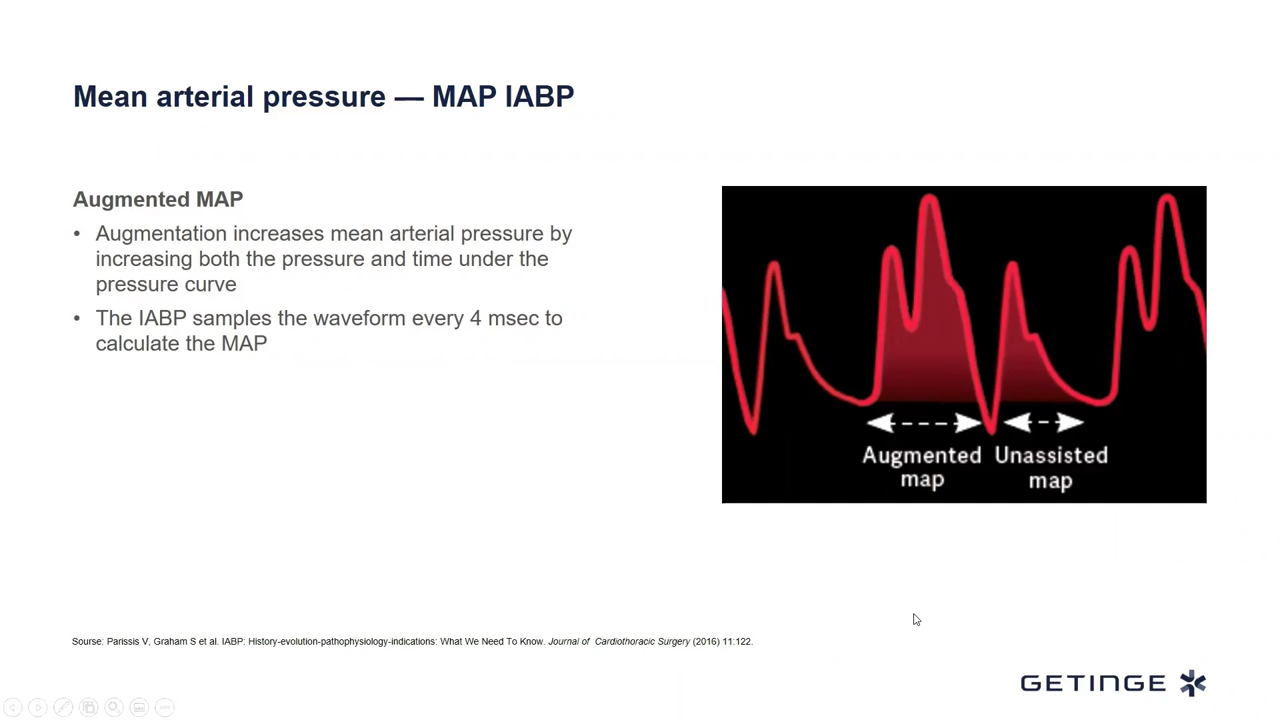 Mean arterial pressure — MAP IABP
Augmented MAP
• Augmentation increases mean arterial pressure by
increasing both the pressure and time under the
pressure curve
• The IABP samples the waveform every 4 msec to
calculate the MAP
Augmented
map
Unassisted
map
Sourse: Parissis V, Graham S et al. IABP: History-evolution-pathophysiology-indications: What We Need To Know. Journal of Cardiothoracic Surgery (2016) 11:122.
GETINGE